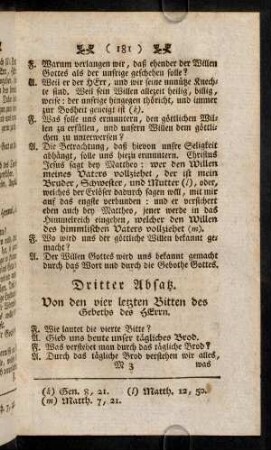 ( 181 )
F. Warum verlangen wir, daß ehender der Willen
Gottes als der unsrige geschehen solle?
A. Weil er der HErr, und wir seine unnütze Knech-
te sind. Weil sein Willen allezeit heilig, billig,
weise: der unsrige hingegen thöricht, und immer
zur Bosheit geneigt ist (k).
F. Was solle uns ermuntern, den göttlichen Wil-
len zu erfüllen, und unsern Willen dem göttli-
chen zu unterwerfen?
A. Die Betrachtung, daß hievon unser Seligkeit
abhängt, solle uns hierzu ermuntern. Christus
Jesus sagt bey Mattheo: wer den Willen
meines Vaters vollziehet, der ist mein
Bruder, Schwester, und Mutter (l), oder,
welches der Erlöser dadurch sagen will, mit mir
auf das engste verbunden: und er versichert
eben auch bey Mattheo, jener werde in das
Himmelreich eingehen, welcher den Willen
des himmlischen Vaters vollziehet (m).
F. Wo wird uns der göttliche Willen bekannt ge-
macht?
A. Der Willen Gottes wird uns bekannt gemacht
durch das Wort und durch die Gebothe Gottes.
Dritter Absatz.
Von den vier letzten Bitten des
Gebeths des HErrn.
F. Wie lautet die vierte Bitte?
A. Gieb uns heute unser tägliches Brod.
F. Was verstehet man durch das tägliche Brod?
A. Durch das tägliche Brod verstehen wir alles,
M 3 was
(k) Gen. 8, 21. (l) Matth. 12, 50.
(m) Matth. 7, 21.